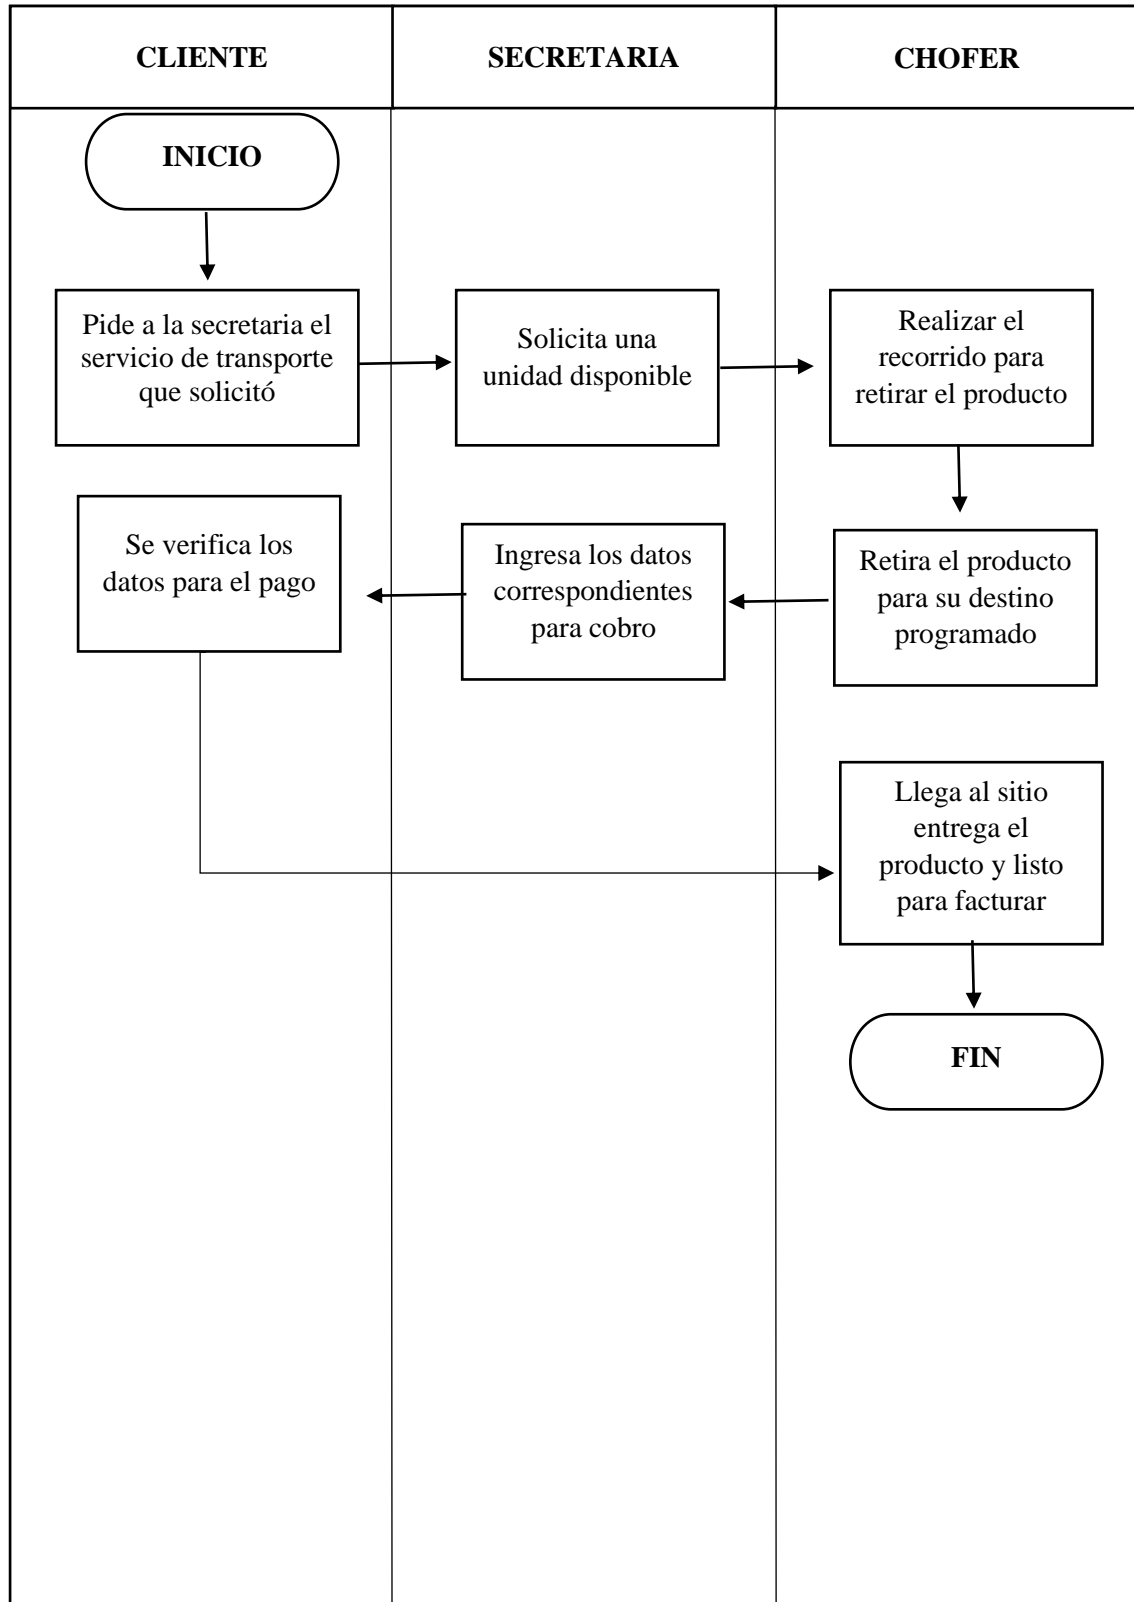 CLIENTE
SECRETARIA
CHOFER
INICIO
Pide a la secretaria el
servicio de transporte
que solicitó
Solicita una
unidad disponible
Realizar el
recorrido para
retirar el producto
Se verifica los
datos para el pago
Ingresa los datos
correspondientes
para cobro
Retira el producto
para su destino
programado
Llega al sitio
entrega el
producto y listo
para facturar
FIN